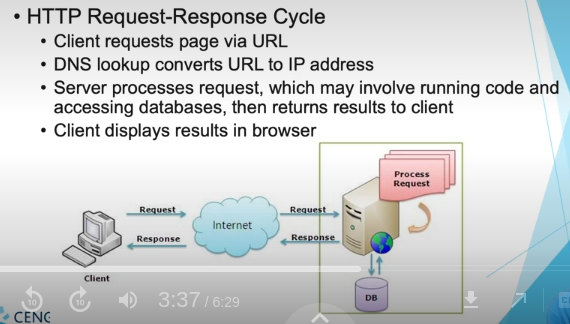 • HTTP Request-Response Cycle
• Client requests page via URL
• DNS lookup converts URL to IP address
• Server processes request, which may involve running code and
accessing databases, then returns results to client
• Client displays results in browser
Process
Request
Request
Request
Internet
Response
Response
Client
DB
10
10
3:37 / 6:29
CENG